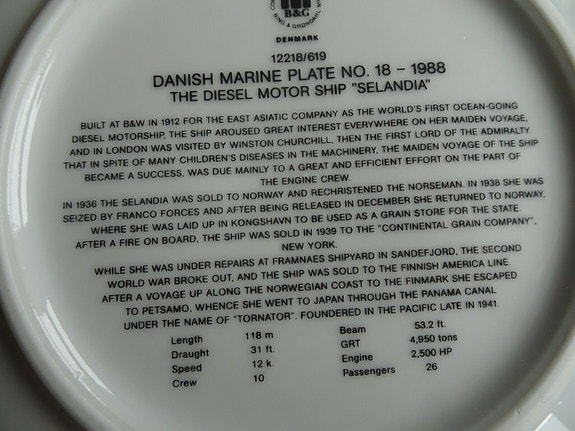 B&G
DENMARK
12218/619
DANISH MARINE PLATE NO. 18 – 1988
THE DIESEL MOTOR SHIP "SELANDIA"
BUILT AT B&W IN 1912 FOR THE EAST ASIATIC COMPANY AS THE WORLD'S FIRST OCEAN-GOING
DIESEL MOTORSHIP, THE SHIP AROUSED GREAT INTEREST EVERYWHERE ON HER MAIDEN VOYAGE,
AND IN LONDON WAS VISITED BY WINSTON CHURCHILL, THEN THE FIRST LORD OF THE ADMIRALTY
THAT IN SPITE OF MANY CHILDREN'S DISEASES IN THE MACHINERY, THE MAIDEN VOYAGE OF THE SHIP
BECAME A SUCCESS, WAS DUE MAINLY TO A GREAT AND EFFICIENT EFFORT ON THE PART OF
THE ENGINE CREW.
IN 1936 THE SELANDIA WAS SOLD TO NORWAY AND RECHRISTENED THE NORSEMAN. IN 1938 SHE WAS
SEIZED BY FRANCO FORCES AND AFTER BEING RELEASED IN DECEMBER SHE RETURNED TO NORWAY,
WHERE SHE WAS LAID UP IN KONGSHAVN TO BE USED AS A GRAIN STORE FOR THE STATE.
AFTER A FIRE ON BOARD, THE SHIP WAS SOLD IN 1939 TO THE "CONTINENTAL GRAIN COMPANY",
NEW YORK.
WHILE SHE WAS UNDER REPAIRS AT FRAMNAES SHIPYARD IN SANDEFJORD, THE SECOND
WORLD WAR BROKE OUT, AND THE SHIP WAS SOLD TO THE FINNISH AMERICA LINE.
AFTER A VOYAGE UP ALONG THE NORWEGIAN COAST TO THE FINMARK SHE ESCAPED
TO PETSAMO, WHENCE SHE WENT TO JAPAN THROUGH THE PANAMA CANAL
UNDER THE NAME OF "TORNATOR". FOUNDERED IN THE PACIFIC LATE IN 1941.
Length 118 m Beam 53.2 ft.
Draught 31 ft. GRT 4,950 tons
Speed 12 k. Engine 2,500 HP
Crew 10 Passengers 26